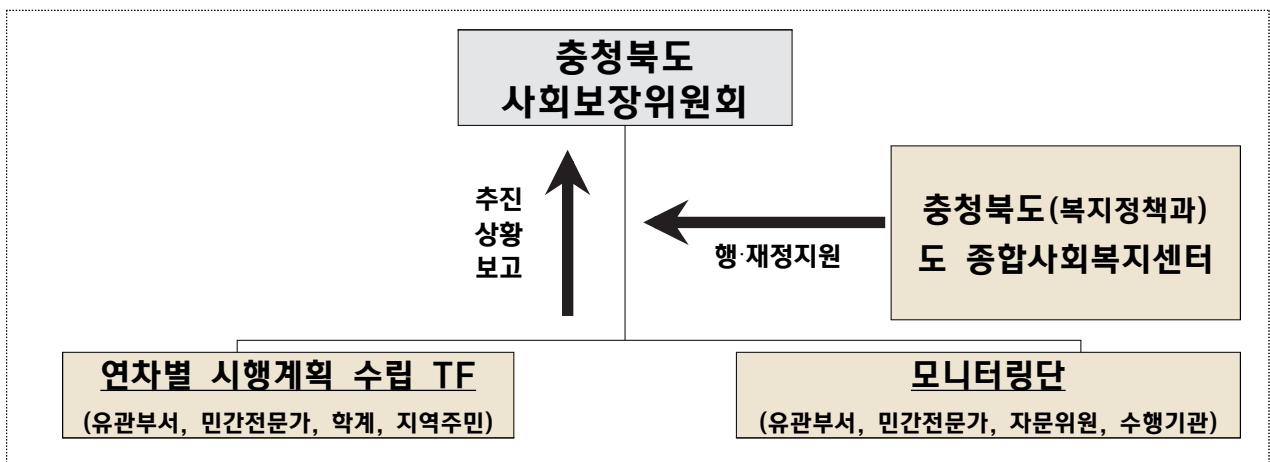 충청북도
사회보장위원회
추진
상황
보고
행·재정지원
충청북도(복지정책과)
도 종합사회복지센터
연차별 시행계획 수립 TF
(유관부서, 민간전문가, 학계, 지역주민)
모니터링단
(유관부서, 민간전문가, 자문위원, 수행기관)